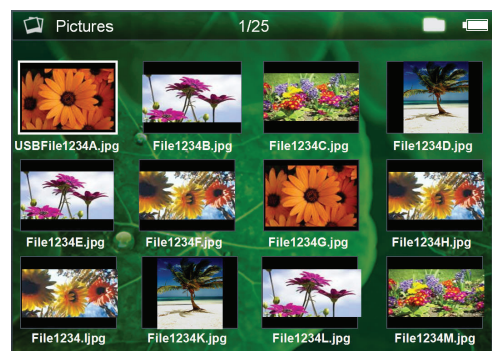 Pictures 1/25
USBFile1234A.jpg File1234B.jpg File1234C.jpg File1234D.jpg
File1234E.jpg File1234F.jpg File1234G.jpg File1234H.jpg
File1234.Ijpg File1234K.jpg File1234L.jpg File1234M.jpg